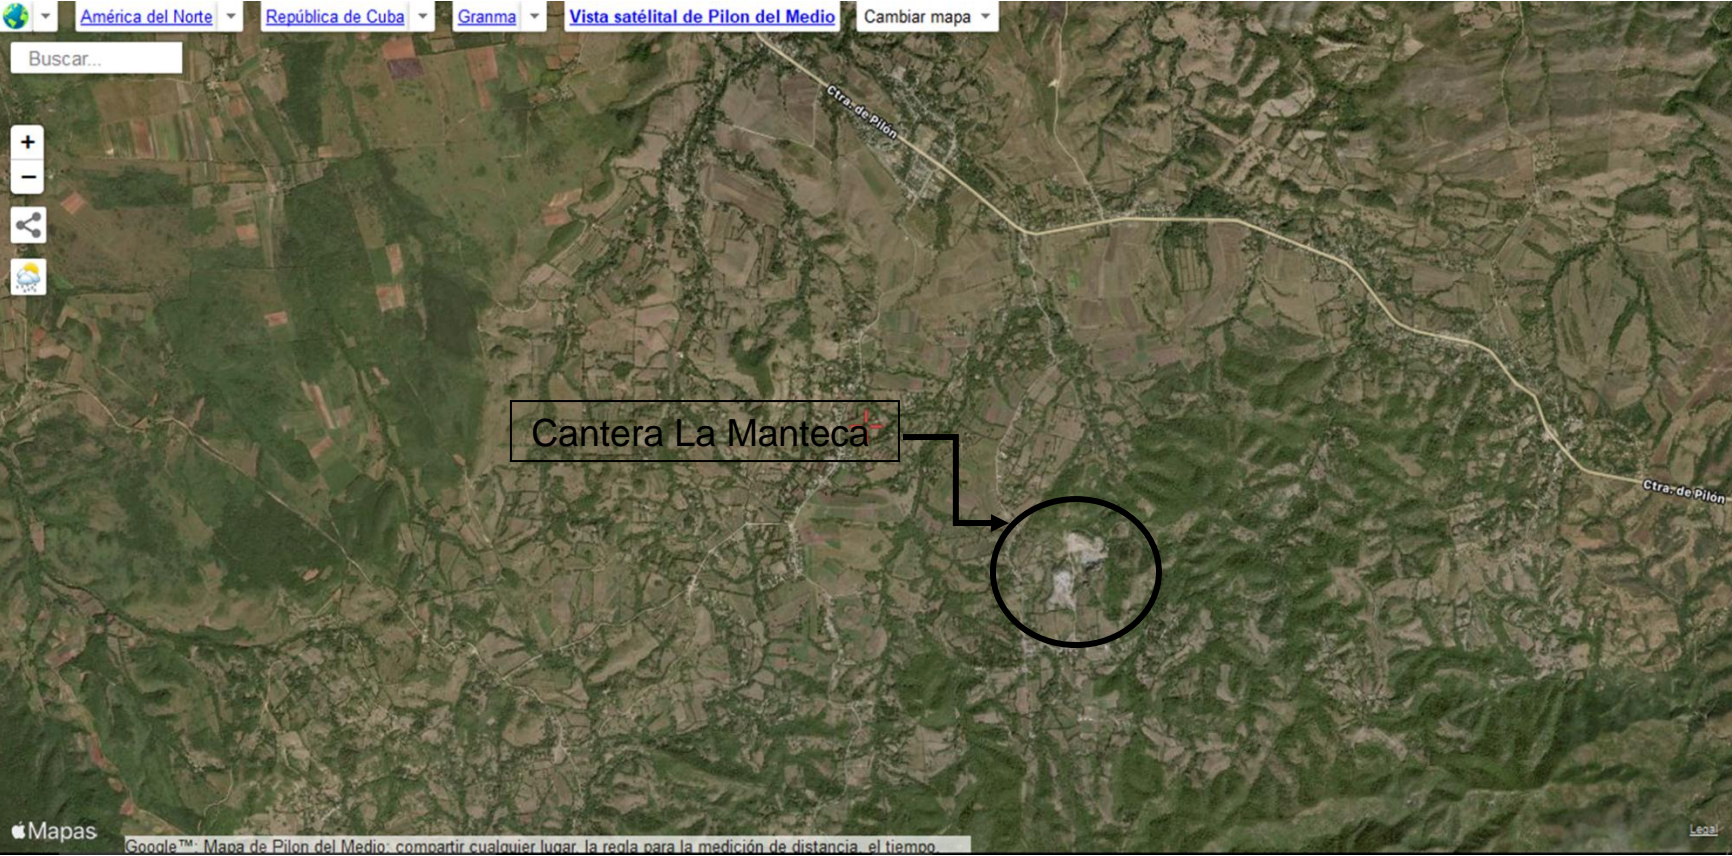 América del Norte República de Cuba Granma Vista satélital de Pilon del Medio Cambiar mapa
Buscar...
Ctra. de Pilón
+
−
Cantera La Manteca
Ctra. de Pilón
Mapas
Legal
Google™: Mapa de Pilon del Medio: compartir cualquier lugar, la regla para la medición de distancia, el tiempo,